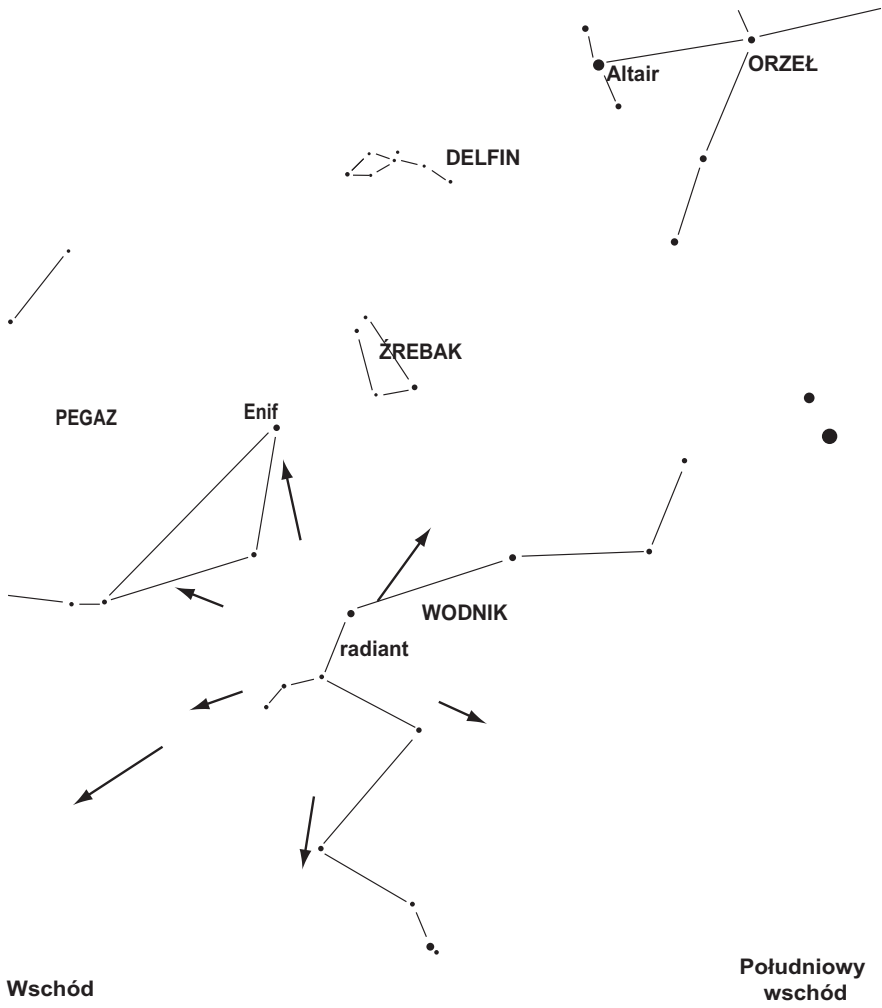 Altair
ORZEŁ
DELFIN
ŹREBAK
PEGAZ
Enif
WODNIK
radiant
Wschód
Południowy
wschód